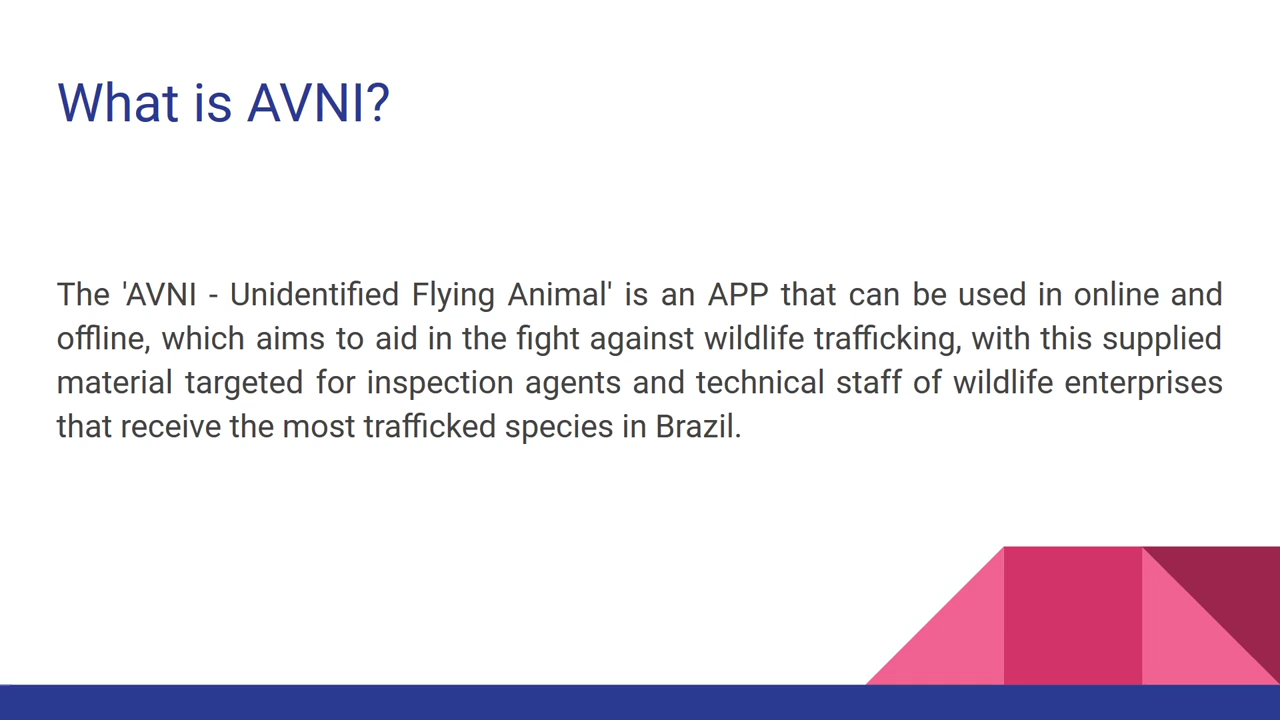 What is AVNI?
The 'AVNI - Unidentified Flying Animal' is an APP that can be used in online and
offline, which aims to aid in the fight against wildlife trafficking, with this supplied
material targeted for inspection agents and technical staff of wildlife enterprises
that receive the most trafficked species in Brazil.